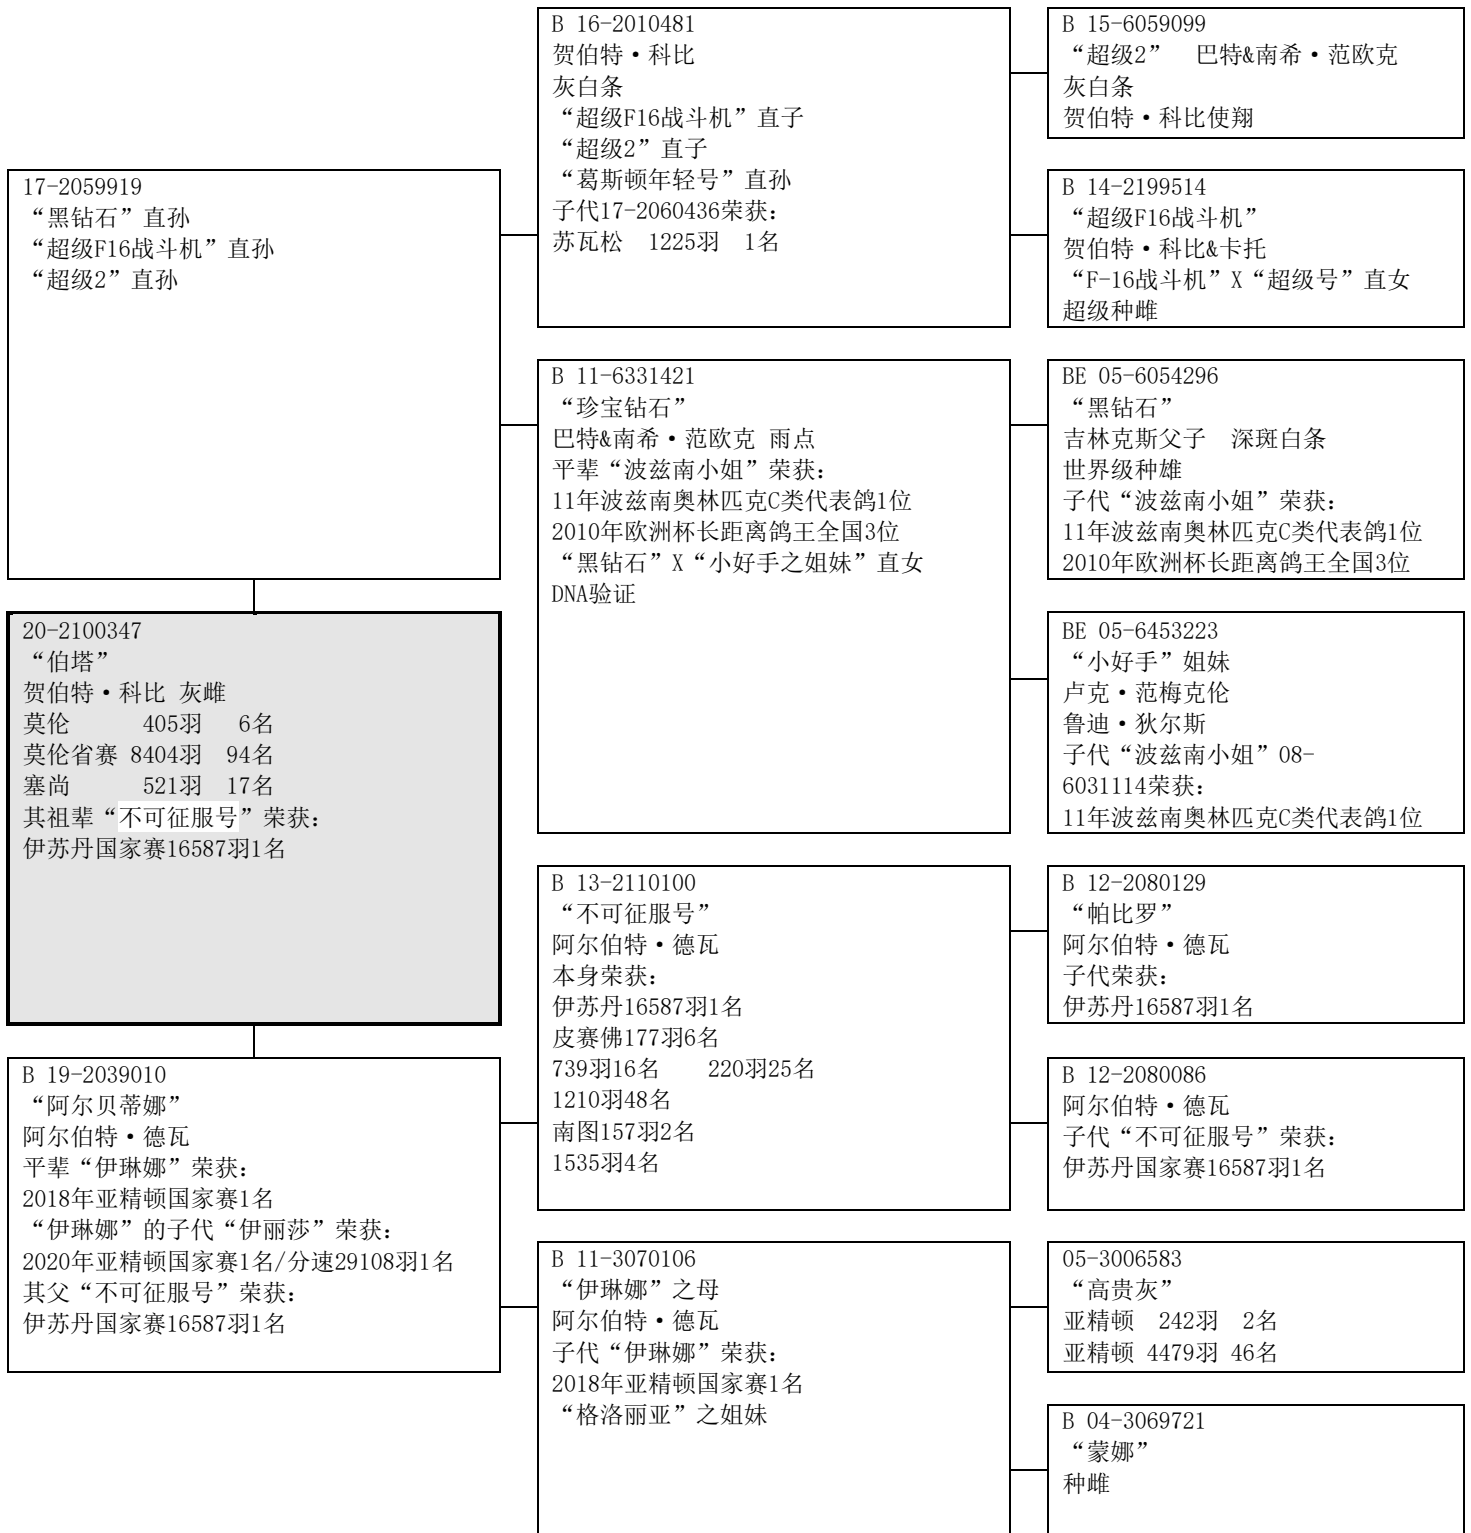 17-2059919
“黑钻石”直孙
“超级F16战斗机”直孙
“超级2”直孙
20-2100347
“伯塔”
贺伯特·科比 灰雌
莫伦 405羽 6名
莫伦省赛 8404羽 94名
塞尚 521羽 17名
其祖辈“不可征服号”荣获：
伊苏丹国家赛16587羽1名
B 19-2039010
“阿尔贝蒂娜”
阿尔伯特·德瓦
平辈“伊琳娜”荣获：
2018年亚精顿国家赛1名
“伊琳娜”的子代“伊丽莎”荣获：
2020年亚精顿国家赛1名/分速29108羽1名
其父“不可征服号”荣获：
伊苏丹国家赛16587羽1名
B 16-2010481
贺伯特·科比
灰白条
“超级F16战斗机”直子
“超级2”直子
“葛斯顿年轻号”直孙
子代17-2060436荣获：
苏瓦松 1225羽 1名
B 11-6331421
“珍宝钻石”
巴特&南希·范欧克 雨点
平辈“波兹南小姐”荣获：
11年波兹南奥林匹克C类代表鸽1位
2010年欧洲杯长距离鸽王全国3位
“黑钻石”X“小好手之姐妹”直女
DNA验证
B 13-2110100
“不可征服号”
阿尔伯特·德瓦
本身荣获：
伊苏丹16587羽1名
皮赛佛177羽6名
739羽16名 220羽25名
1210羽48名
南图157羽2名
1535羽4名
B 11-3070106
“伊琳娜”之母
阿尔伯特·德瓦
子代“伊琳娜”荣获：
2018年亚精顿国家赛1名
“格洛丽亚”之姐妹
B 15-6059099
“超级2” 巴特&南希·范欧克
灰白条
贺伯特·科比使翔
B 14-2199514
“超级F16战斗机”
贺伯特·科比&卡托
“F-16战斗机”X“超级号”直女
超级种雌
BE 05-6054296
“黑钻石”
吉林克斯父子 深斑白条
世界级种雄
子代“波兹南小姐”荣获：
11年波兹南奥林匹克C类代表鸽1位
2010年欧洲杯长距离鸽王全国3位
BE 05-6453223
“小好手”姐妹
卢克·范梅克伦
鲁迪·狄尔斯
子代“波兹南小姐”08-
6031114荣获：
11年波兹南奥林匹克C类代表鸽1位
B 12-2080129
“帕比罗”
阿尔伯特·德瓦
子代荣获：
伊苏丹16587羽1名
B 12-2080086
阿尔伯特·德瓦
子代“不可征服号”荣获：
伊苏丹国家赛16587羽1名
05-3006583
“高贵灰”
亚精顿 242羽 2名
亚精顿 4479羽 46名
B 04-3069721
“蒙娜”
种雌